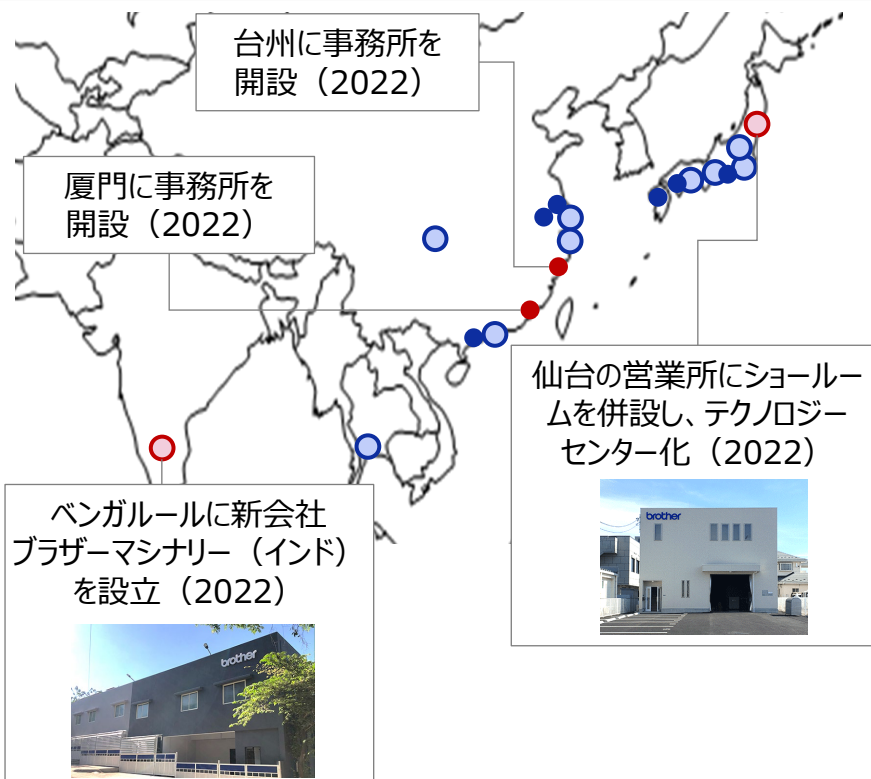 台州に事務所を
開設（2022）
厦門に事務所を
開設（2022）
仙台の営業所にショールー
ムを併設し、テクノロジー
センター化（2022）
brother
ベンガルールに新会社
ブラザーマシナリー（インド）
を設立（2022）
brother